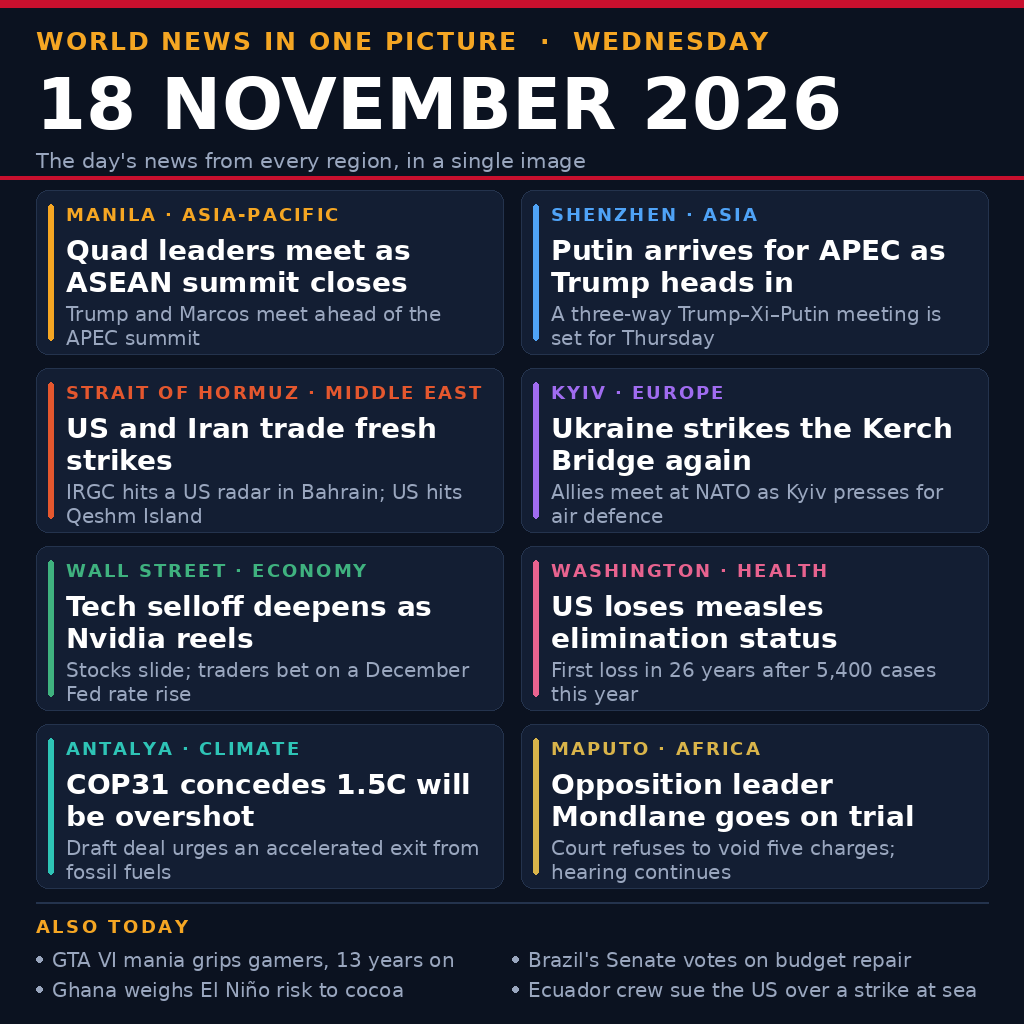 WORLD NEWS IN ONE PICTURE · WEDNESDAY
18 NOVEMBER 2026
The day's news from every region, in a single image
MANILA · ASIA-PACIFIC
Quad leaders meet as
ASEAN summit closes
Trump and Marcos meet ahead of the
APEC summit
SHENZHEN · ASIA
Putin arrives for APEC as
Trump heads in
A three-way Trump–Xi–Putin meeting is
set for Thursday
STRAIT OF HORMUZ · MIDDLE EAST
US and Iran trade fresh
strikes
IRGC hits a US radar in Bahrain; US hits
Qeshm Island
KYIV · EUROPE
Ukraine strikes the Kerch
Bridge again
Allies meet at NATO as Kyiv presses for
air defence
WALL STREET · ECONOMY
Tech selloff deepens as
Nvidia reels
Stocks slide; traders bet on a December
Fed rate rise
WASHINGTON · HEALTH
US loses measles
elimination status
First loss in 26 years after 5,400 cases
this year
ANTALYA · CLIMATE
COP31 concedes 1.5C will
be overshot
Draft deal urges an accelerated exit from
fossil fuels
MAPUTO · AFRICA
Opposition leader
Mondlane goes on trial
Court refuses to void five charges;
hearing continues
ALSO TODAY
• GTA VI mania grips gamers, 13 years on
• Ghana weighs El Niño risk to cocoa
• Brazil's Senate votes on budget repair
• Ecuador crew sue the US over a strike at sea